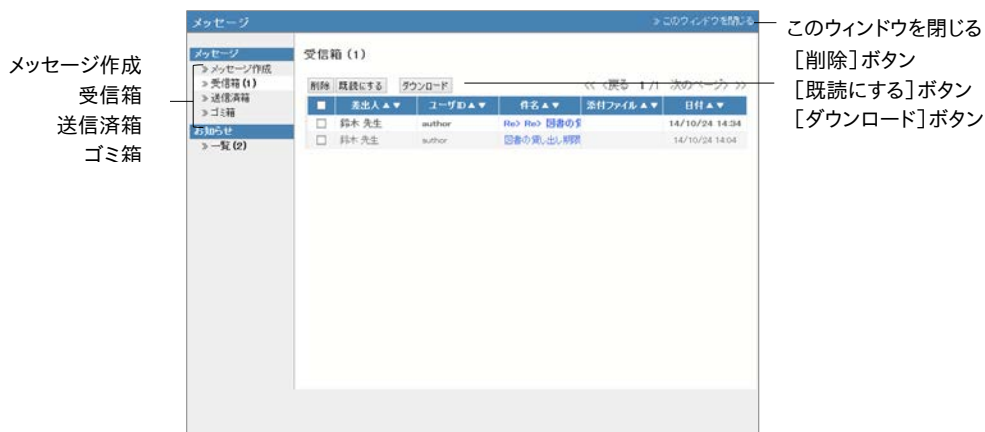 メッセージ
» このウィンドウを閉じる
このウィンドウを閉じる
メッセージ
» メッセージ作成
» 受信箱 (1)
» 送信済箱
» ゴミ箱
お知らせ
» 一覧 (2)
メッセージ作成
受信箱
送信済箱
ゴミ箱
受信箱 (1)
削除 既読にする ダウンロード
<< <戻る 1 /1 次のページ> >>
差出人▲▼ ユーザID▲▼ 件名▲▼ 添付ファイル▲▼ 日付▲▼
鈴木 先生 author Re> Re> 図書の 14/10/24 14:34
鈴木 先生 author 図書の貸し出し期限 14/10/24 14:04
[削除]ボタン
[既読にする]ボタン
[ダウンロード]ボタン